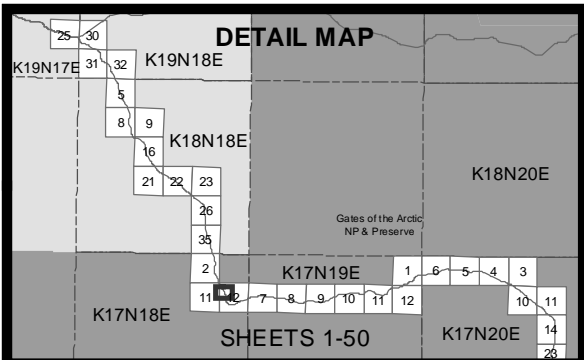 DETAIL MAP
25 30
K19N17E 31 32 K19N18E
5
8 9
K18N18E
16
21 22 23
K18N20E
26
Gates of the Arctic
NP & Preserve
35
2 K17N19E 1 6 5 4 3
11 12 7 8 9 10 11 12 10 11
K17N18E
SHEETS 1-50 K17N20E 14
23